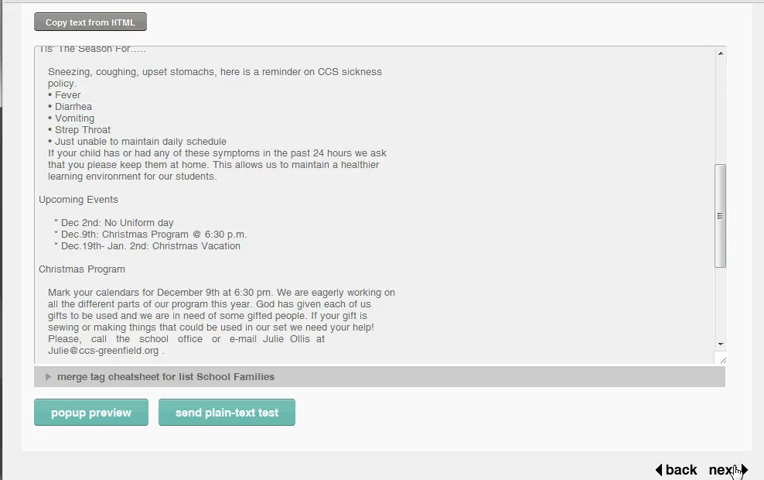 Copy text from HTML
Tis' The Season For.....
Sneezing, coughing, upset stomachs, here is a reminder on CCS sickness
policy.
• Fever
• Diarrhea
• Vomiting
• Strep Throat
• Just unable to maintain daily schedule
If your child has or had any of these symptoms in the past 24 hours we ask
that you please keep them at home. This allows us to maintain a healthier
learning environment for our students.
Upcoming Events
* Dec 2nd: No Uniform day
* Dec.9th: Christmas Program @ 6:30 p.m.
* Dec.19th- Jan. 2nd: Christmas Vacation
Christmas Program
Mark your calendars for December 9th at 6:30 pm. We are eagerly working on
all the different parts of our program this year. God has given each of us
gifts to be used and we are in need of some gifted people. If your gift is
sewing or making things that could be used in our set we need your help!
Please, call the school office or e-mail Julie Ollis at
Julie@ccs-greenfield.org .
merge tag cheatsheet for list School Families
popup preview send plain-text test
back next